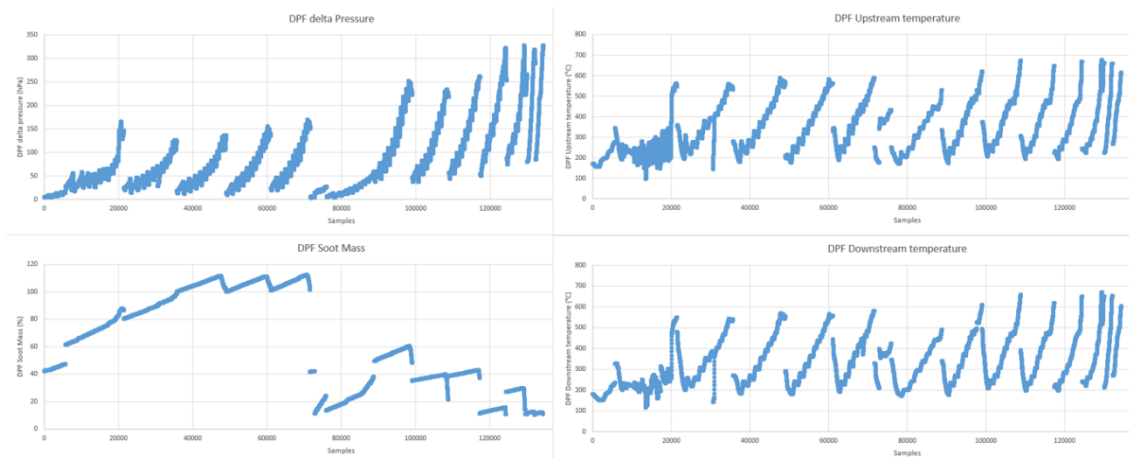 DPF delta Pressure
DPF delta pressure (hPa)
350
300
250
200
150
100
50
0
0 20000 40000 60000 80000 100000 120000
Samples
DPF Upstream temperature
DPF Upstream temperature (°C)
800
700
600
500
400
300
200
100
0
0 20000 40000 60000 80000 100000 120000
Samples
DPF Soot Mass
DPF Soot Mass (%)
120
100
80
60
40
20
0
0 20000 40000 60000 80000 100000 120000
Samples
DPF Downstream temperature
DPF Downstream temperature (°C)
800
700
600
500
400
300
200
100
0
0 20000 40000 60000 80000 100000 120000
Samples